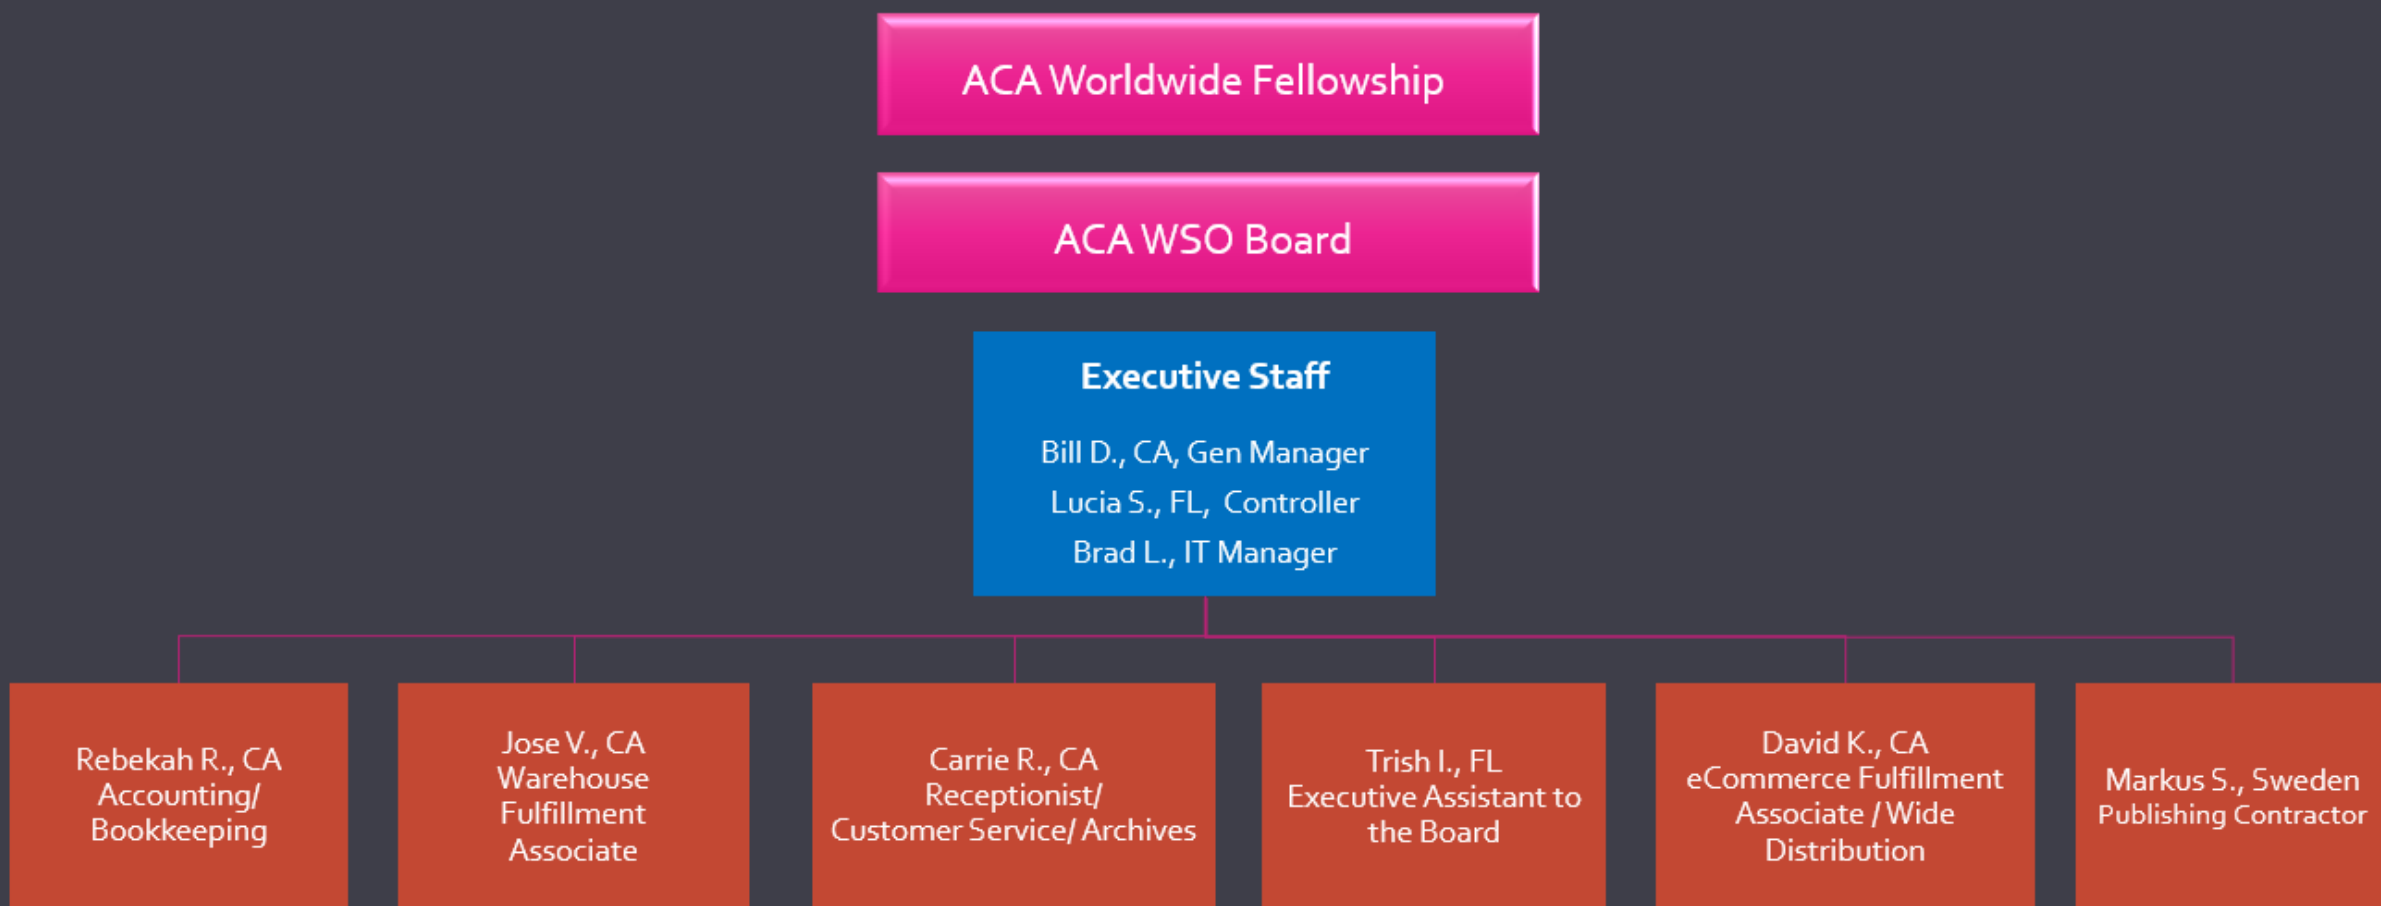 ACA Worldwide Fellowship
ACA WSO Board
Executive Staff
Bill D., CA, Gen Manager
Lucia S., FL, Controller
Brad L., IT Manager
Rebekah R., CA
Accounting/
Bookkeeping
Jose V., CA
Warehouse
Fulfillment
Associate
Carrie R., CA
Receptionist/
Customer Service/ Archives
Trish I., FL
Executive Assistant to
the Board
David K., CA
eCommerce Fulfillment
Associate / Wide
Distribution
Markus S., Sweden
Publishing Contractor